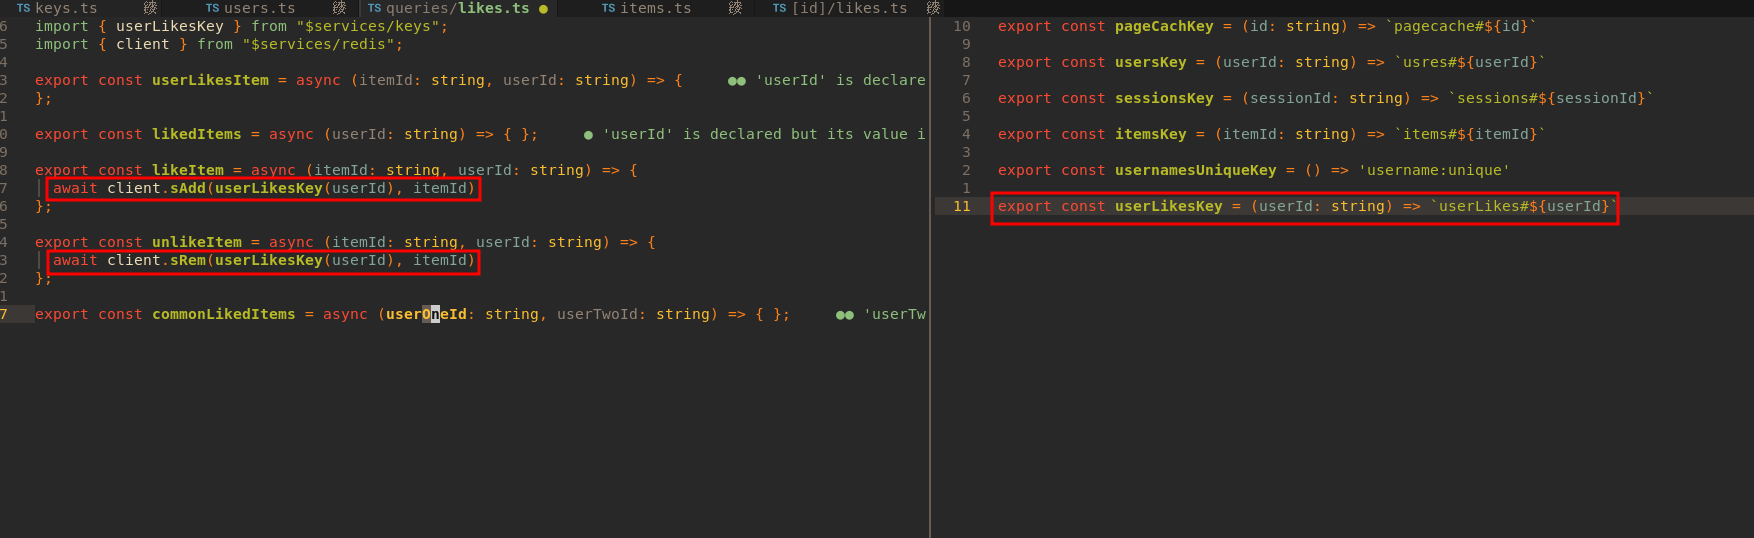 TS keys.ts TS users.ts TS queries/likes.ts ● TS items.ts TS [id]/likes.ts
6 import { userLikesKey } from "$services/keys";
5 import { client } from "$services/redis";
4
3 export const userLikesItem = async (itemId: string, userId: string) => { ●● 'userId' is declare
2 };
1
0 export const likedItems = async (userId: string) => { }; ● 'userId' is declared but its value i
9
8 export const likeItem = async (itemId: string, userId: string) => {
7 await client.sAdd(userLikesKey(userId), itemId)
6 };
5
4 export const unlikeItem = async (itemId: string, userId: string) => {
3 await client.sRem(userLikesKey(userId), itemId)
2 };
1
7 export const commonLikedItems = async (userOneId: string, userTwoId: string) => { }; ●● 'userTw
10 export const pageCachKey = (id: string) => `pagecache#${id}`
9
8 export const usersKey = (userId: string) => `usres#${userId}`
7
6 export const sessionsKey = (sessionId: string) => `sessions#${sessionId}`
5
4 export const itemsKey = (itemId: string) => `items#${itemId}`
3
2 export const usernamesUniqueKey = () => 'username:unique'
1
11 export const userLikesKey = (userId: string) => `userLikes#${userId}`